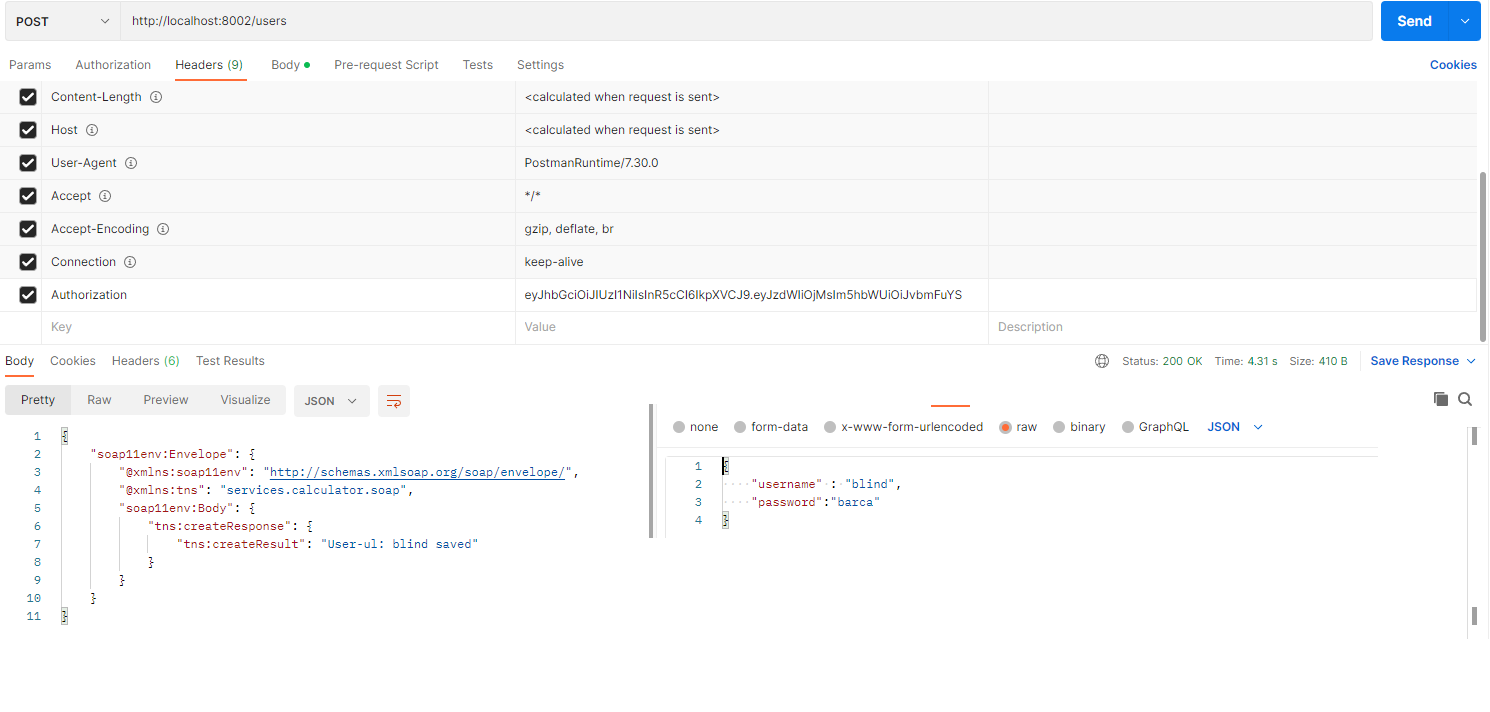 POST http://localhost:8002/users Send
Params Authorization Headers (9) Body Pre-request Script Tests Settings Cookies
Content-Length <calculated when request is sent>
Host <calculated when request is sent>
User-Agent PostmanRuntime/7.30.0
Accept */*
Accept-Encoding gzip, deflate, br
Connection keep-alive
Authorization eyJhbGciOiJIUzI1NiIsInR5cCI6IkpXVCJ9.eyJzdWIiOjMsIm5hbWUiOiJvbmFuYS
Key Value Description
Body Cookies Headers (6) Test Results Status: 200 OK Time: 4.31 s Size: 410 B Save Response
Pretty Raw Preview Visualize JSON
1 {
2 "soap11env:Envelope": {
3 "@xmlns:soap11env": "http://schemas.xmlsoap.org/soap/envelope/",
4 "@xmlns:tns": "services.calculator.soap",
5 "soap11env:Body": {
6 "tns:createResponse": {
7 "tns:createResult": "User-ul: blind saved"
8 }
9 }
10 }
11 }
none form-data x-www-form-urlencoded raw binary GraphQL JSON
1 {
2 "username" : "blind",
3 "password":"barca"
4 }